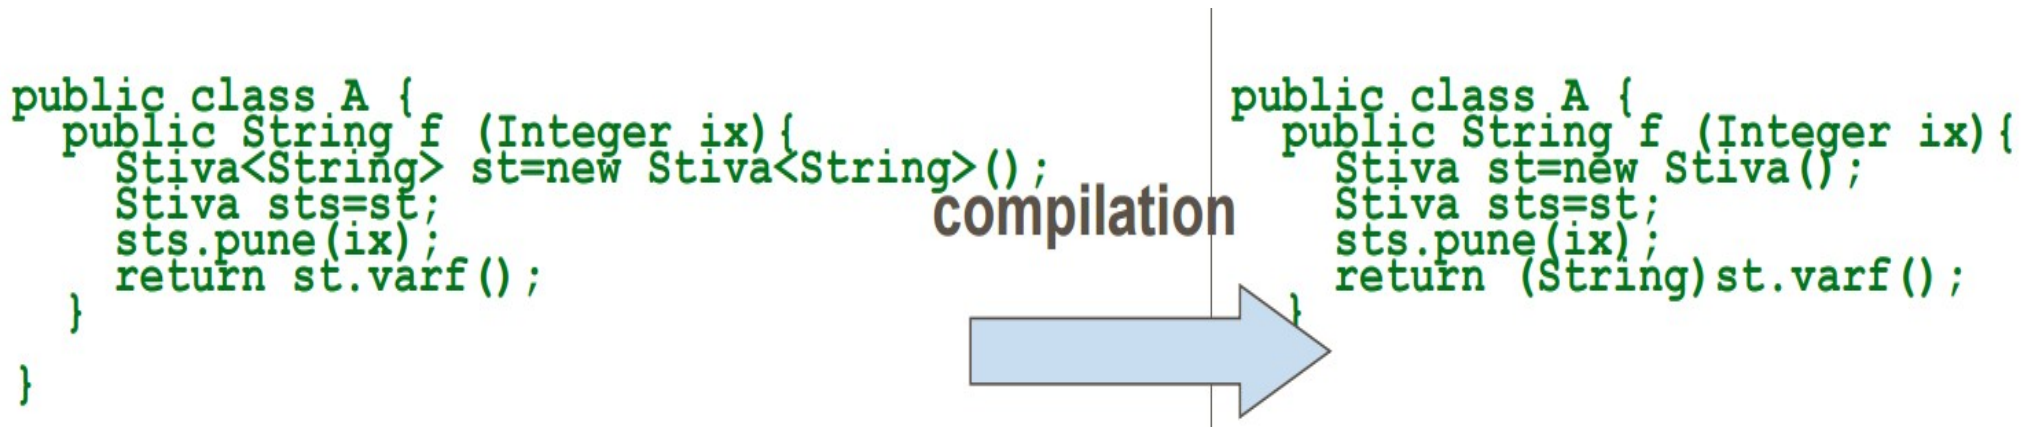 public class A {
public String f (Integer ix){
Stiva<String> st=new Stiva<String>();
Stiva sts=st;
sts.pune(ix);
return st.varf();
}
}
compilation
public class A {
public String f (Integer ix){
Stiva st=new Stiva();
Stiva sts=st;
sts.pune(ix);
return (String)st.varf();
}